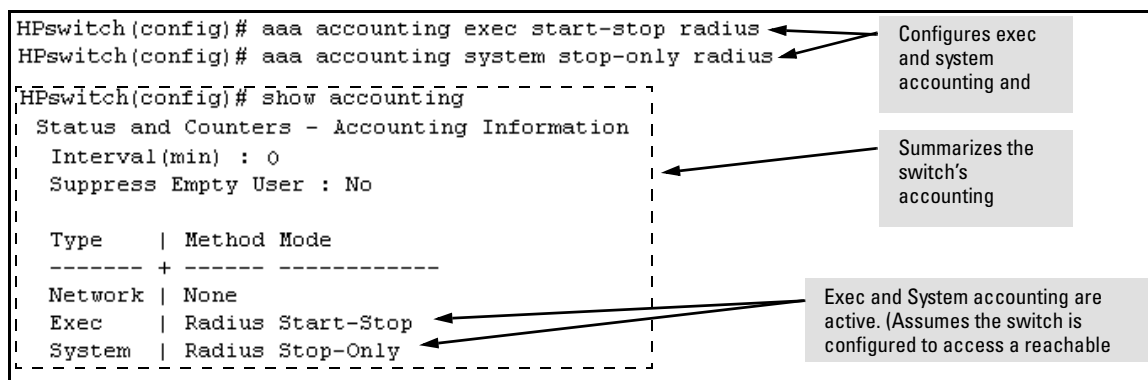 HPswitch(config)# aaa accounting exec start-stop radius
HPswitch(config)# aaa accounting system stop-only radius
Configures exec
and system
accounting and
HPswitch(config)# show accounting
Status and Counters - Accounting Information
Interval(min) : 0
Suppress Empty User : No
Summarizes the
switch's
accounting
Type | Method Mode
------- + ------ ------------
Network | None
Exec | Radius Start-Stop
System | Radius Stop-Only
Exec and System accounting are
active. (Assumes the switch is
configured to access a reachable